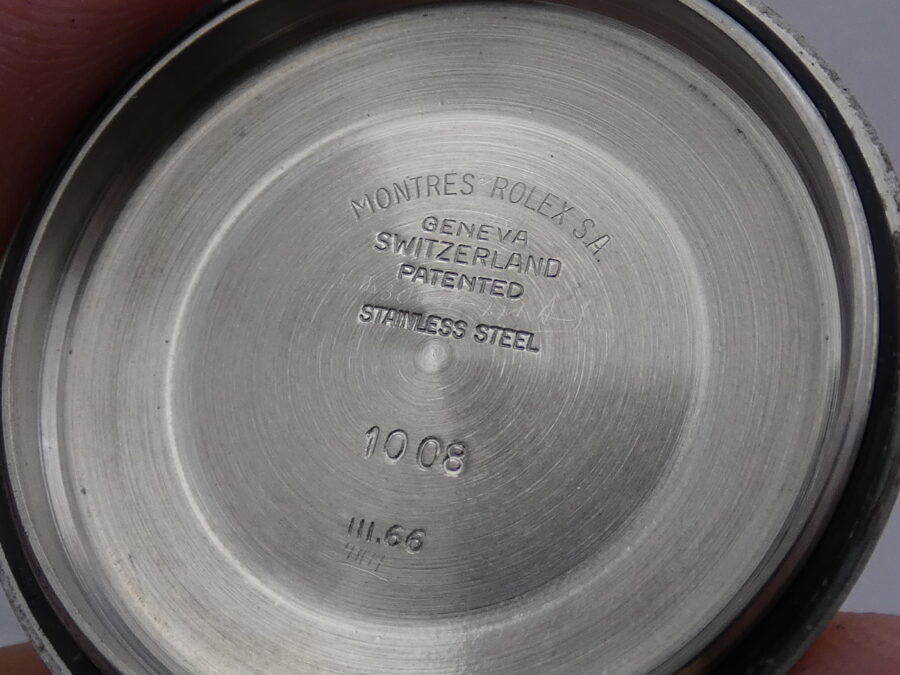 MONTRES ROLEX S.A.
GENEVA
SWITZERLAND
PATENTED
STAINLESS STEEL
1008
III.66